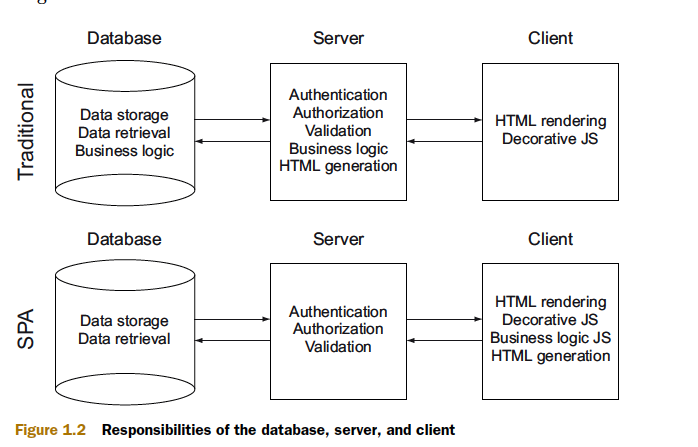 Database
Server
Client
Traditional
Data storage
Data retrieval
Business logic
Authentication
Authorization
Validation
Business logic
HTML generation
HTML rendering
Decorative JS
Database
Server
Client
SPA
Data storage
Data retrieval
Authentication
Authorization
Validation
HTML rendering
Decorative JS
Business logic JS
HTML generation
Figure 1.2 Responsibilities of the database, server, and client